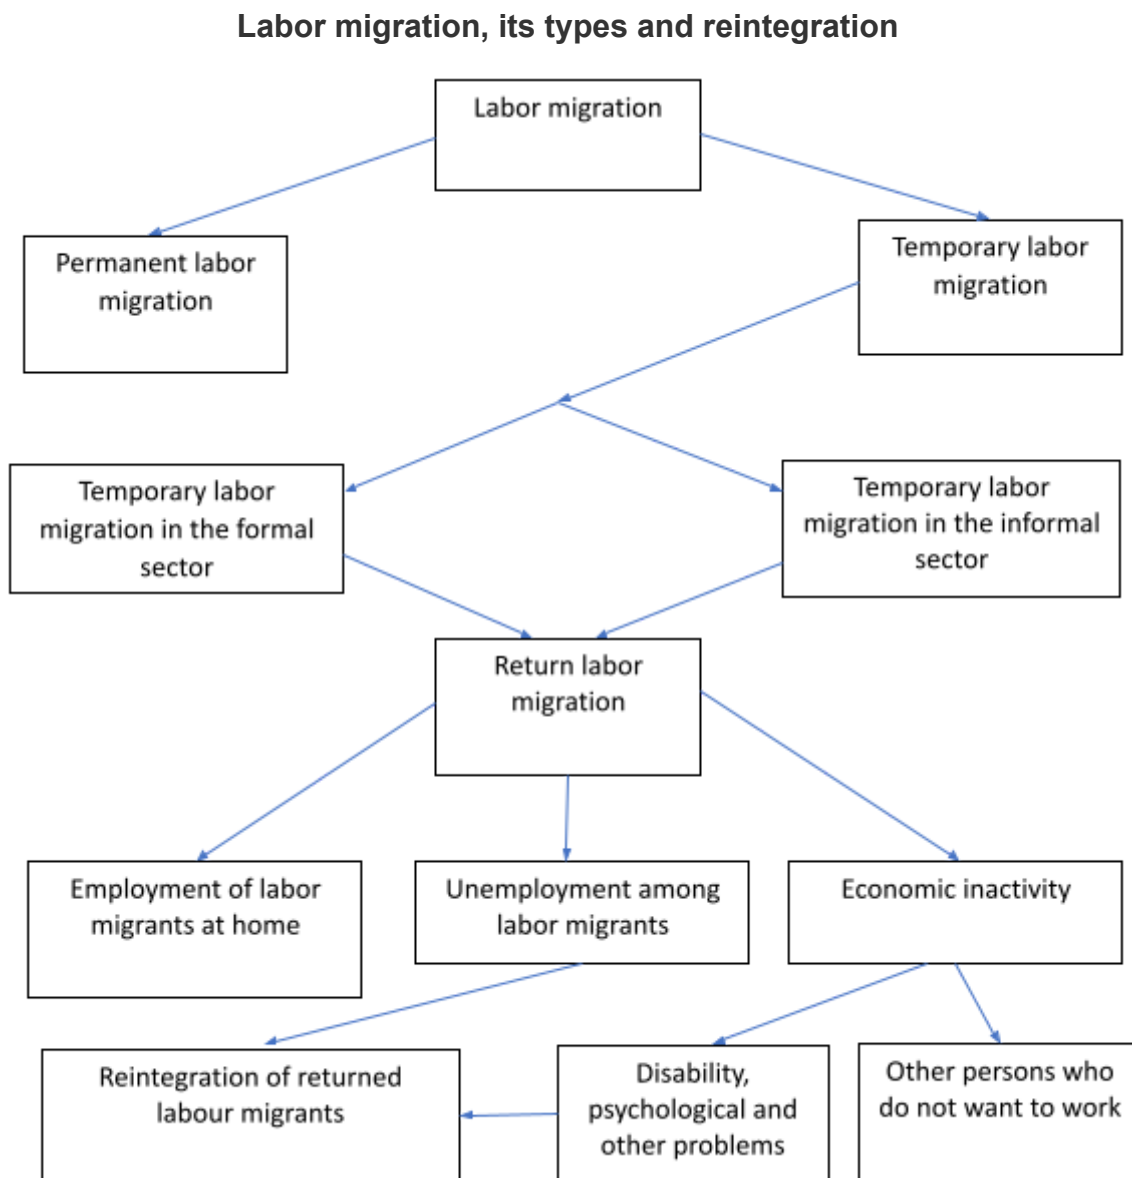 Labor migration, its types and reintegration
Labor migration
Permanent labor
migration
Temporary labor
migration
Temporary labor
migration in the formal
sector
Temporary labor
migration in the informal
sector
Return labor
migration
Employment of labor
migrants at home
Unemployment among
labor migrants
Economic inactivity
Reintegration of returned
labour migrants
Disability,
psychological and
other problems
Other persons who
do not want to work